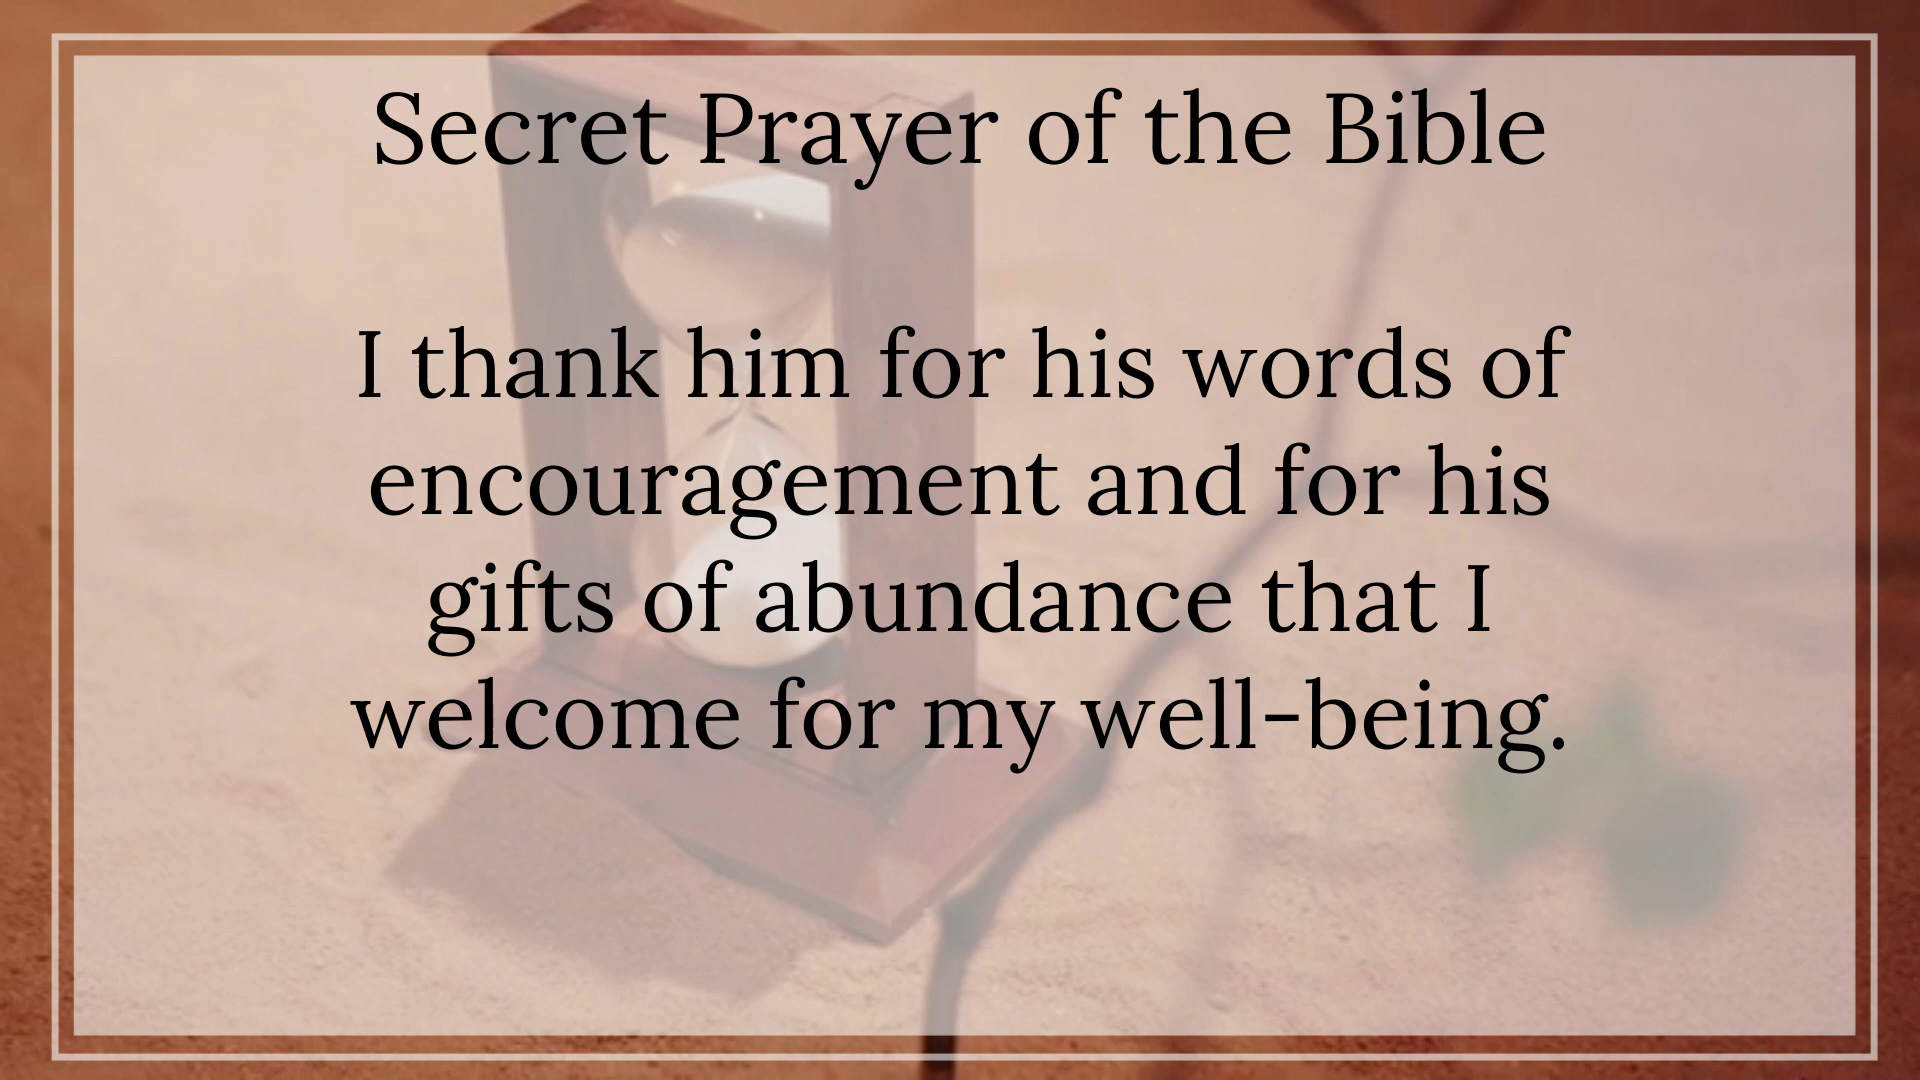 Secret Prayer of the Bible
I thank him for his words of
encouragement and for his
gifts of abundance that I
welcome for my well-being.